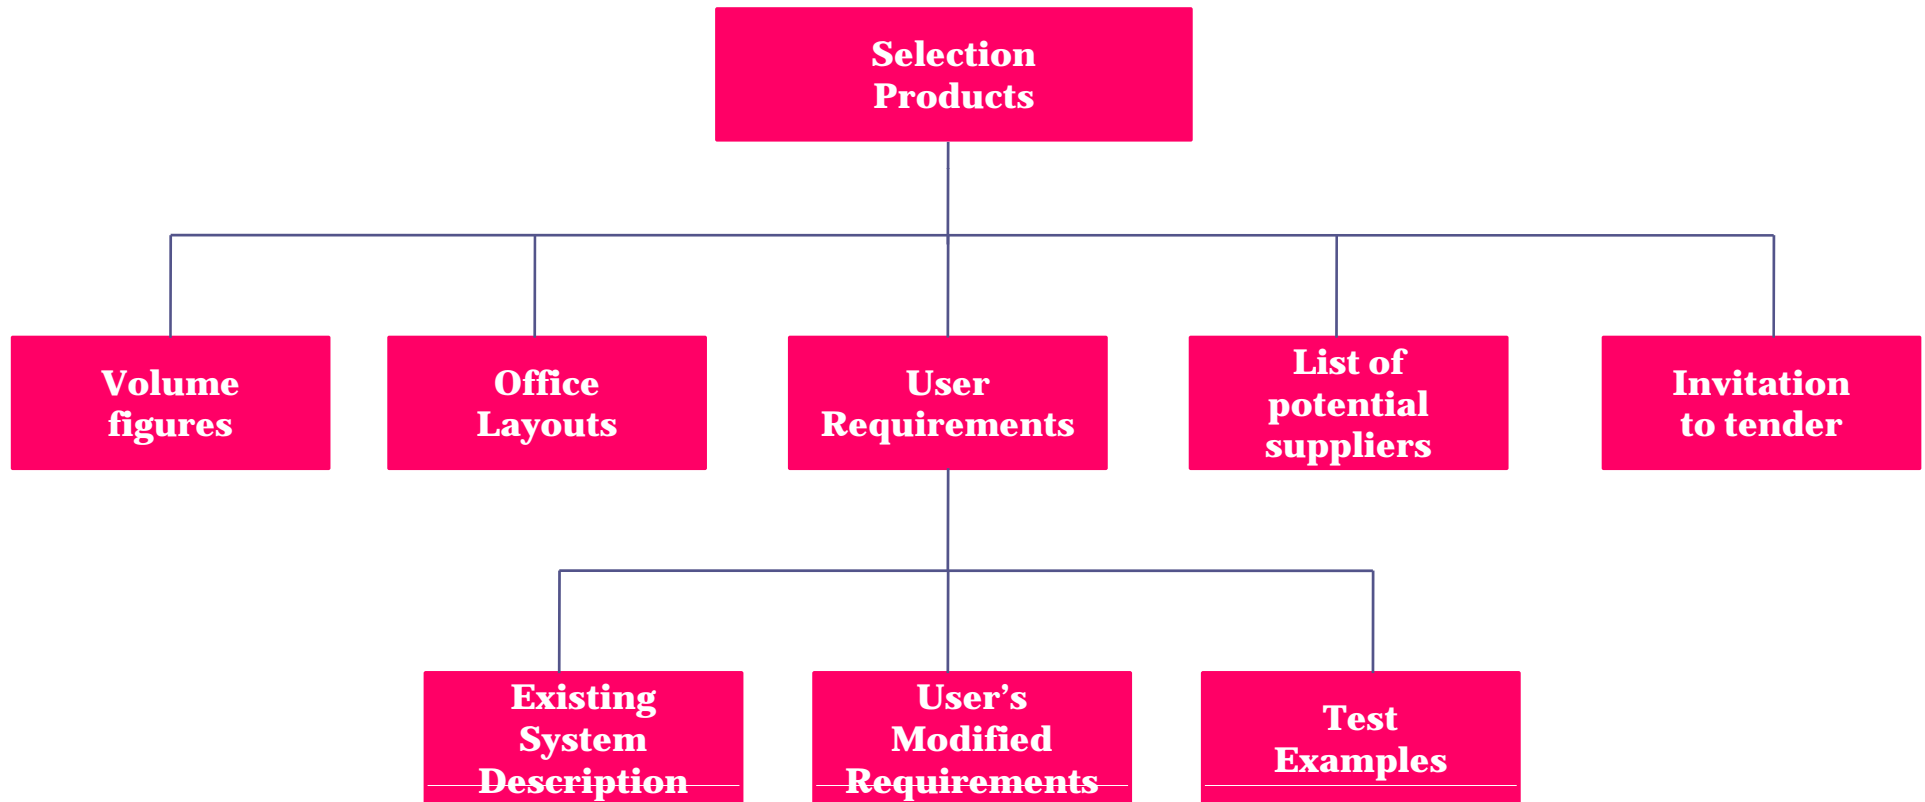 Selection
Products
Volume
figures
Office
Layouts
User
Requirements
List of
potential
suppliers
Invitation
to tender
Existing
System
Description
User’s
Modified
Requirements
Test
Examples